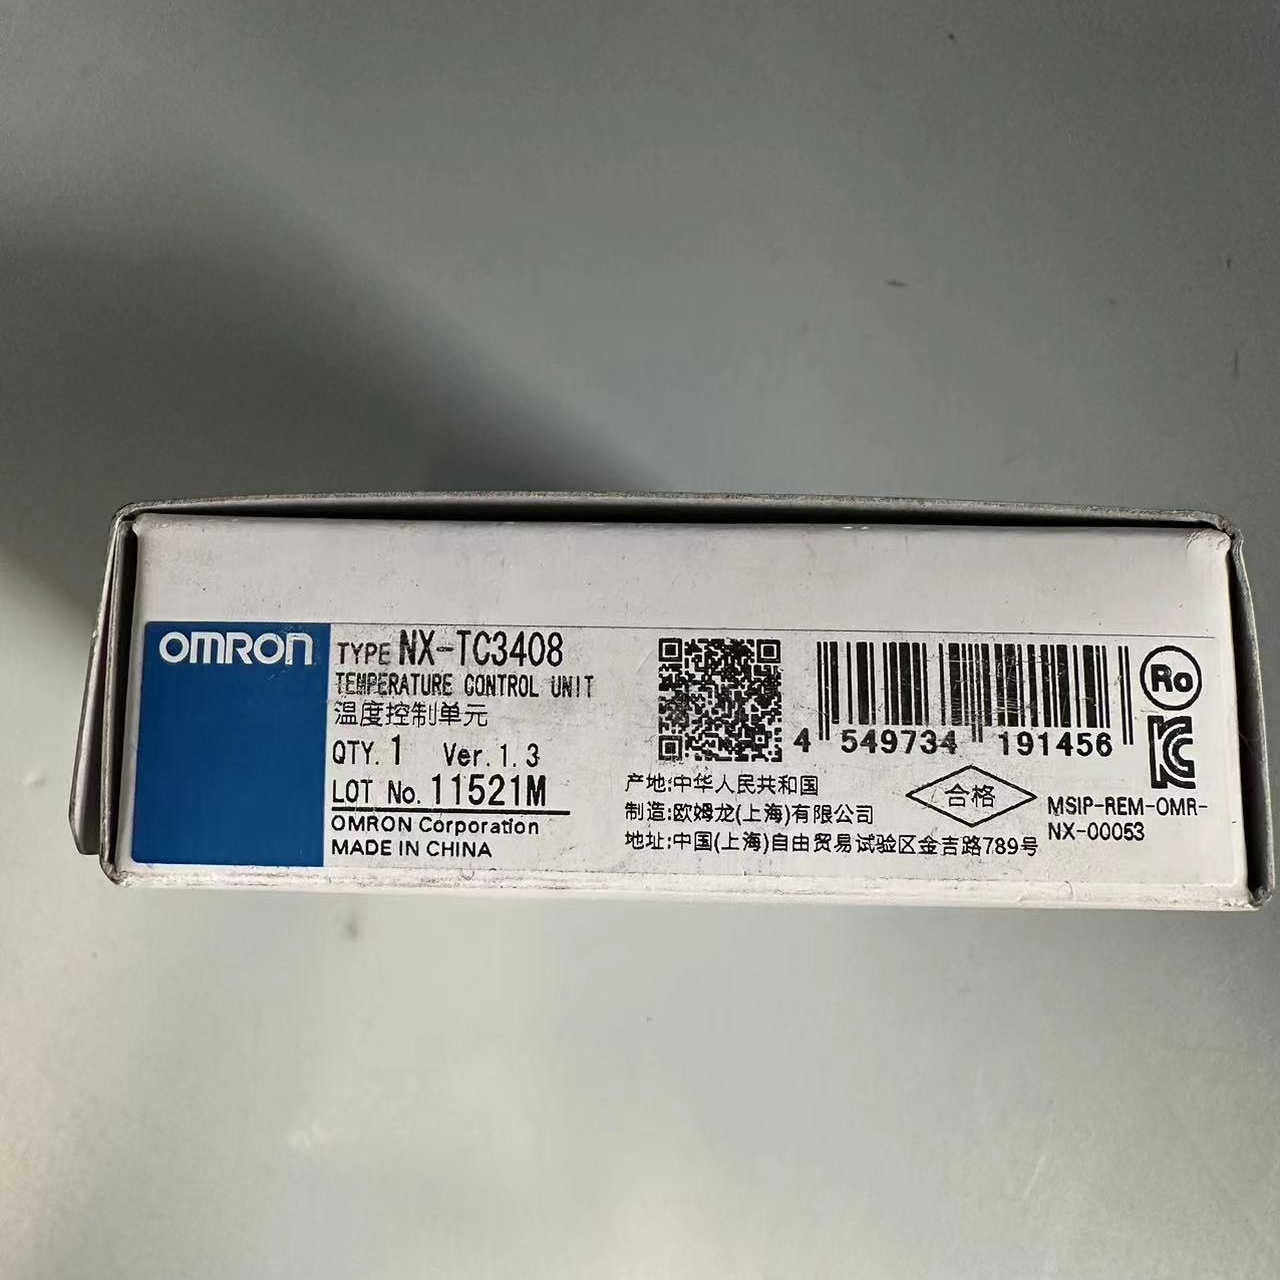 OMRON
TYPE NX-TC3408
TEMPERATURE CONTROL UNIT
温度控制单元
QTY. 1 Ver. 1.3
LOT No. 11521M
OMRON Corporation
MADE IN CHINA
4 549734 191456
产地:中华人民共和国
制造:欧姆龙(上海)有限公司
地址:中国(上海)自由贸易试验区金吉路789号
合格
Ro
KC
MSIP-REM-OMR-
NX-00053